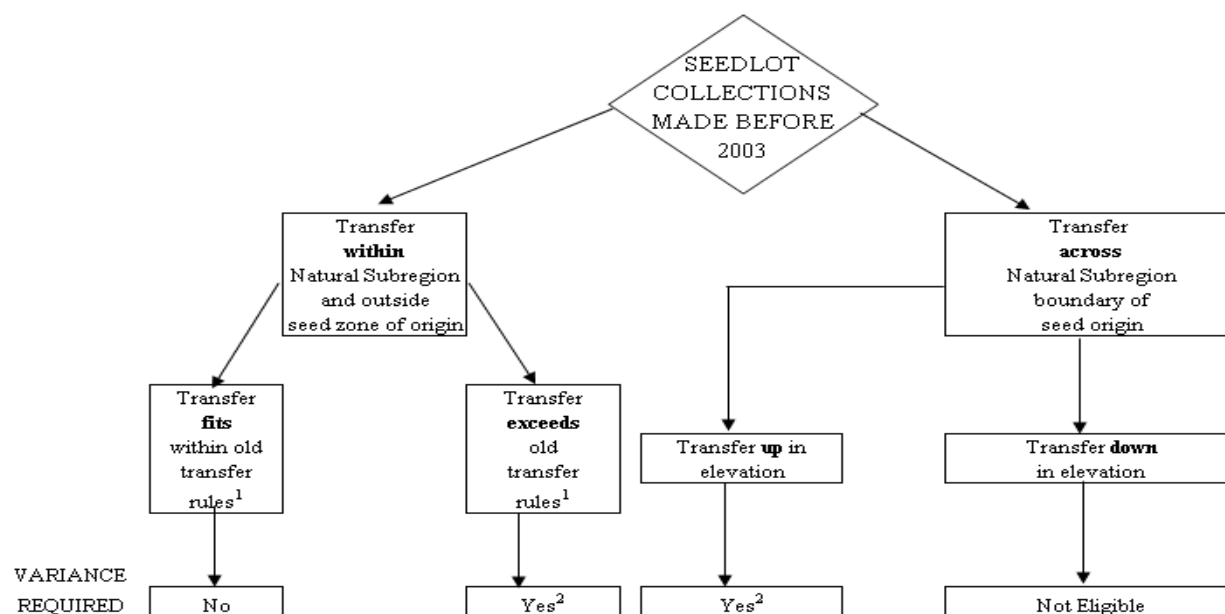 SEEDLOT
COLLECTIONS
MADE BEFORE
2003
Transfer
within
Natural Subregion
and outside
seed zone of origin
Transfer
across
Natural Subregion
boundary of
seed origin
Transfer
fits
within old
transfer
rules1
Transfer
exceeds
old
transfer
rules1
Transfer up in
elevation
Transfer down
in elevation
VARIANCE
REQUIRED
No
Yes2
Yes2
Not Eligible